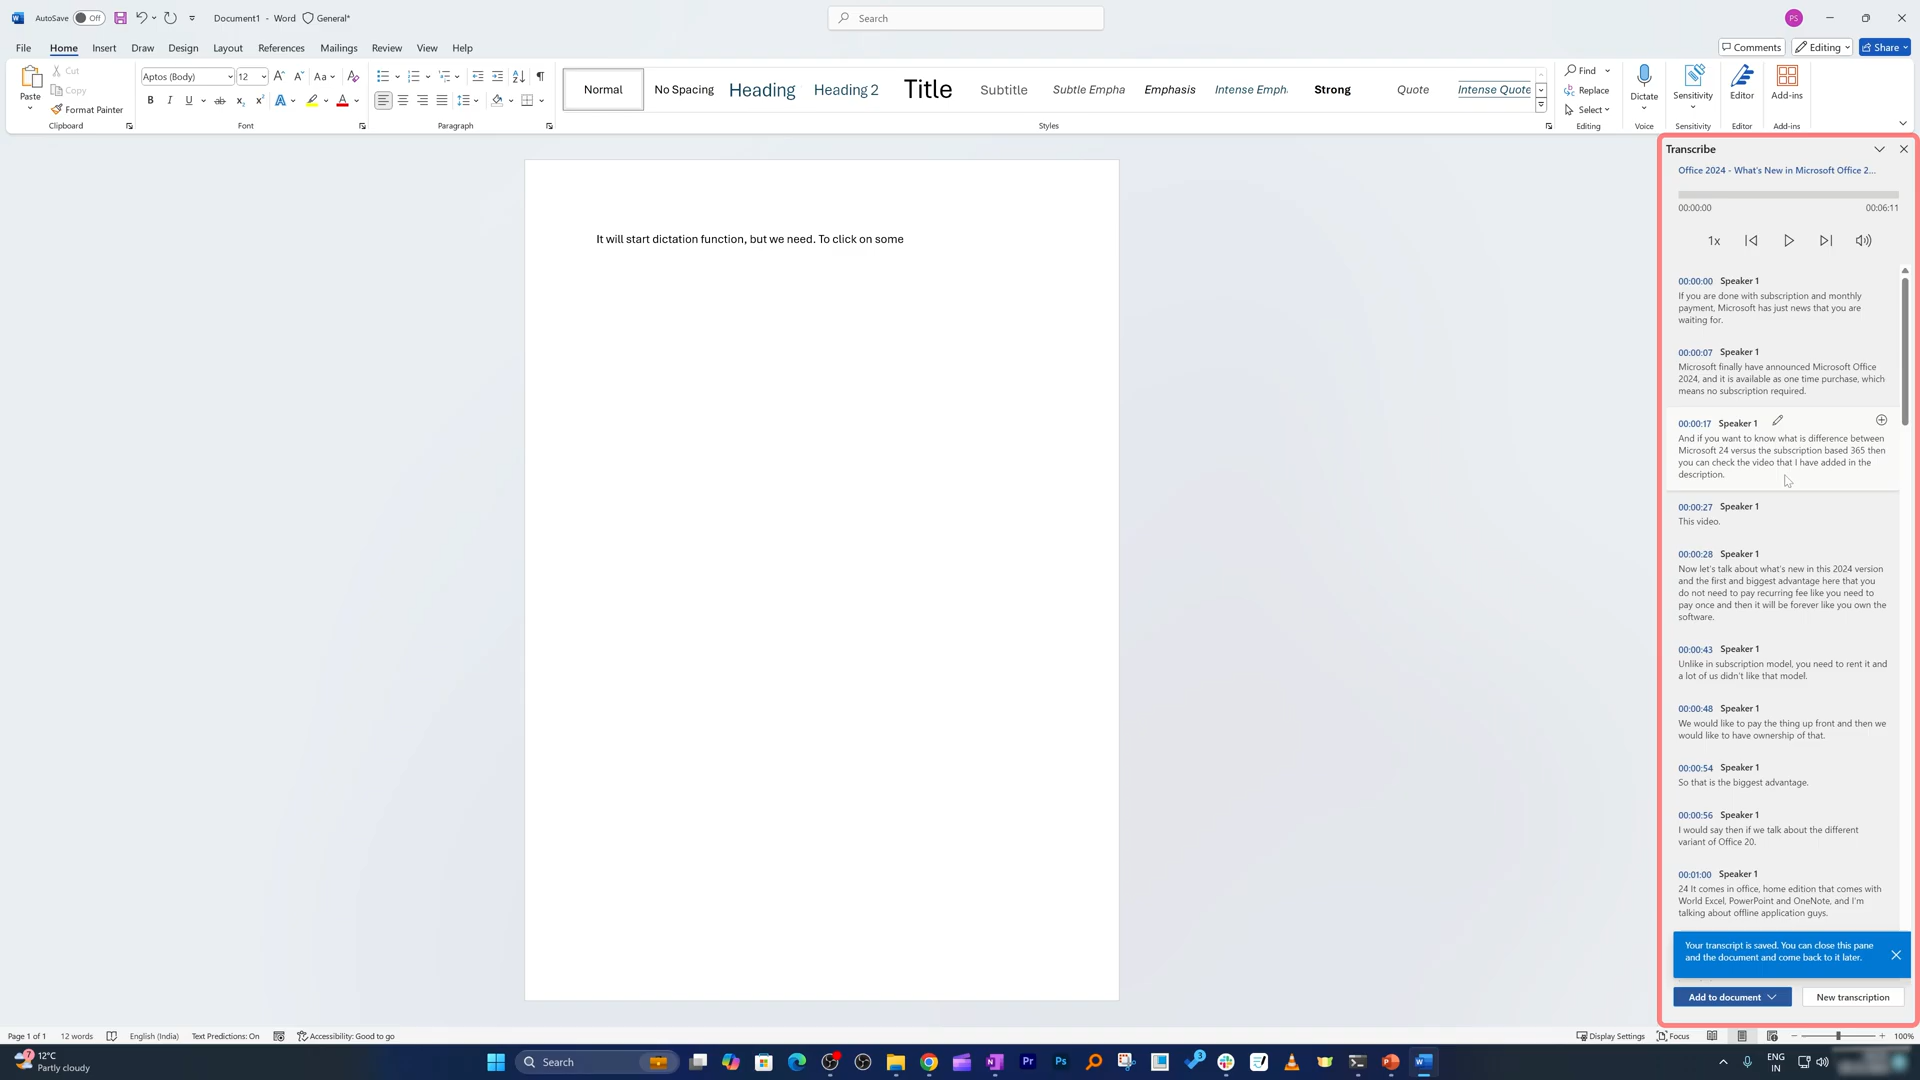 AutoSave Off Document1 - Word General* Search PS
File Home Insert Draw Design Layout References Mailings Review View Help Comments Editing Share
Paste Cut Copy Format Painter Clipboard
Aptos (Body) 12 Font
Paragraph
Normal No Spacing Heading Heading 2 Title Subtitle Subtle Empha Emphasis Intense Emph Strong Quote Intense Quote
Styles
Find Replace Select Editing
Dictate Voice
Sensitivity Sensitivity
Editor Editor
Add-ins Add-ins
It will start dictation function, but we need. To click on some
Transcribe
Office 2024 - What's New in Microsoft Office 2...
00:00:00 00:06:11
1x
00:00:00 Speaker 1
If you are done with subscription and monthly
payment, Microsoft has just news that you are
waiting for.
00:00:07 Speaker 1
Microsoft finally have announced Microsoft Office
2024, and it is available as one time purchase, which
means no subscription required.
00:00:17 Speaker 1
And if you want to know what is difference between
Microsoft 24 versus the subscription based 365 then
you can check the video that I have added in the
description.
00:00:27 Speaker 1
This video.
00:00:28 Speaker 1
Now let's talk about what's new in this 2024 version
and the first and biggest advantage here that you
do not need to pay recurring fee like you need to
pay once and then it will be forever like you own the
software.
00:00:43 Speaker 1
Unlike in subscription model, you need to rent it and
a lot of us didn't like that model.
00:00:48 Speaker 1
We would like to pay the thing up front and then we
would like to have ownership of that.
00:00:54 Speaker 1
So that is the biggest advantage.
00:00:56 Speaker 1
I would say then if we talk about the different
variant of Office 20.
00:01:00 Speaker 1
24 It comes in office, home edition that comes with
World Excel, PowerPoint and OneNote, and I'm
talking about offline application guys.
Your transcript is saved. You can close this pane
and the document and come back to it later.
Add to document New transcription
Page 1 of 1 12 words English (India) Text Predictions: On Accessibility: Good to go Display Settings Focus 100%
12°C
Partly cloudy
Search
ENG
IN